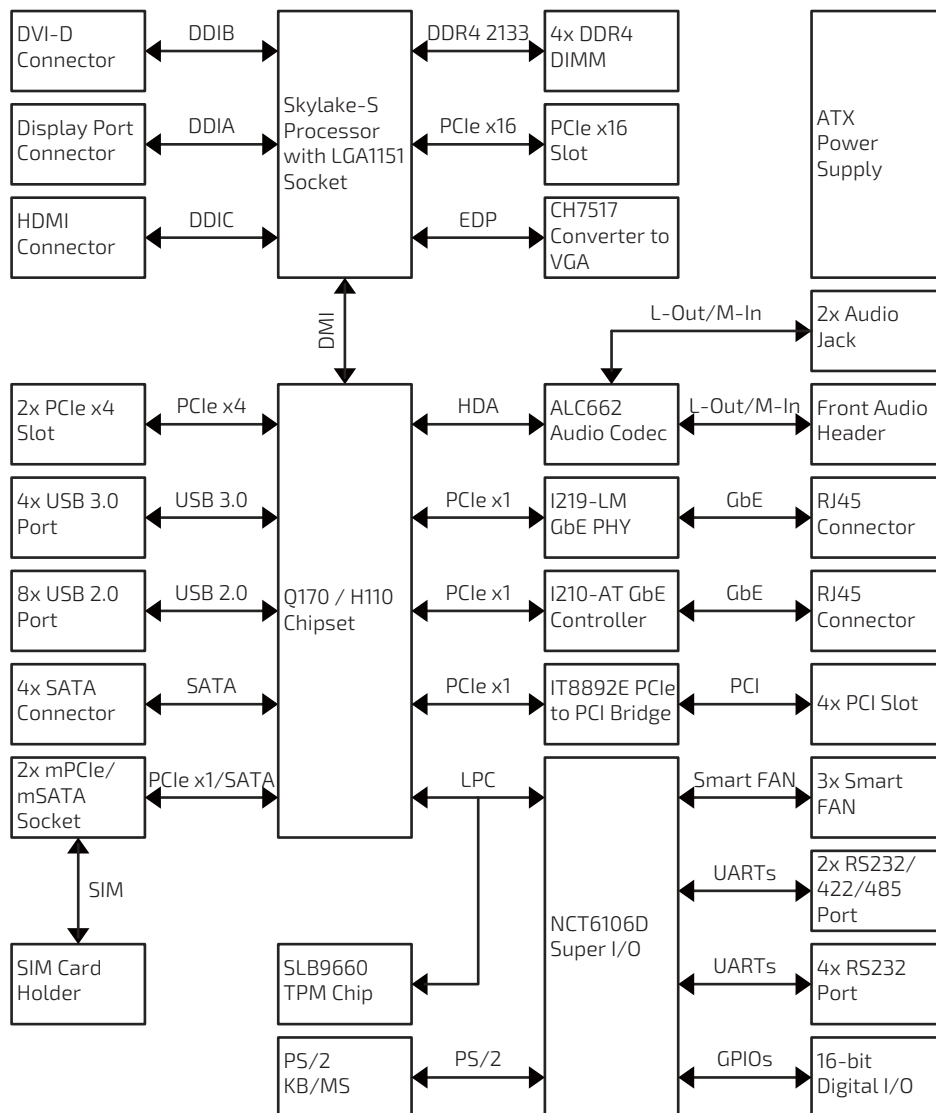 DVI-D
Connector
DDIB
Skylake-S
Processor
with LGA1151
Socket
DDR4 2133
4x DDR4
DIMM
ATX
Power
Supply
Display Port
Connector
DDIA
PCIe x16
PCIe x16
Slot
HDMI
Connector
DDIC
EDP
CH7517
Converter to
VGA
DMI
L-Out/M-In
2x Audio
Jack
2x PCIe x4
Slot
PCIe x4
Q170 / H110
Chipset
HDA
ALC662
Audio Codec
L-Out/M-In
Front Audio
Header
4x USB 3.0
Port
USB 3.0
PCIe x1
I219-LM
GbE PHY
GbE
RJ45
Connector
8x USB 2.0
Port
USB 2.0
PCIe x1
I210-AT GbE
Controller
GbE
RJ45
Connector
4x SATA
Connector
SATA
PCIe x1
IT8892E PCIe
to PCI Bridge
PCI
4x PCI Slot
2x mPCIe/
mSATA
Socket
PCIe x1/SATA
LPC
NCT6106D
Super I/O
Smart FAN
3x Smart
FAN
SIM
UARTs
2x RS232/
422/485
Port
SIM Card
Holder
SLB9660
TPM Chip
UARTs
4x RS232
Port
PS/2
KB/MS
PS/2
GPIOs
16-bit
Digital I/O